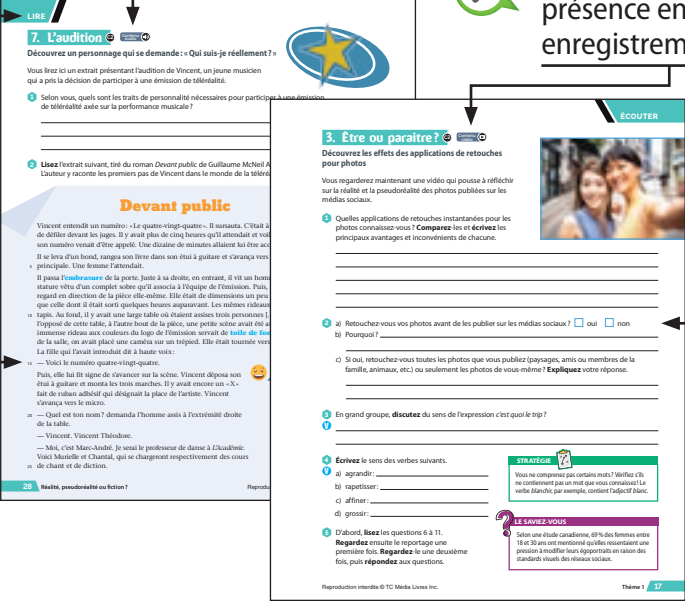 présence en
enregistrem
LIRE
7. L'audition Contenu audio
Découvrez un personnage qui se demande : « Qui suis-je réellement ? »
Vous lirez ici un extrait présentant l'audition de Vincent, un jeune musicien
qui a pris la décision de participer à une émission de téléréalité.
1 Selon vous, quels sont les traits de personnalité nécessaires pour participer à une émission
de téléréalité axée sur la performance musicale ?
2 Lisez l'extrait suivant, tiré du roman Devant public de Guillaume McNeil A
L'auteur y raconte les premiers pas de Vincent dans le monde de la téléréa
Devant public
Vincent entendit un numéro : «Le quatre-vingt-quatre». Il sursauta. C'était à
de défiler devant les juges. Il y avait plus de cinq heures qu'il attendait et voil
son numéro venait d'être appelé. Une dizaine de minutes allaient lui être acc
Il se leva d'un bond, rangea son livre dans son étui à guitare et s'avança vers
5 principale. Une femme l'attendait.
Il passa l'embrasure de la porte. Juste à sa droite, en entrant, il vit un hom
stature vêtu d'un complet sobre qu'il associa à l'équipe de l'émission. Puis,
regard en direction de la pièce elle-même. Elle était de dimensions un peu
que celle dont il était sorti quelques heures auparavant. Les mêmes rideaux
10 tapis. Au fond, il y avait une large table où étaient assises trois personnes [.
l'opposé de cette table, à l'autre bout de la pièce, une petite scène avait été a
immense rideau aux couleurs du logo de l'émission servait de toile de fon
de la salle, on avait placé une caméra sur un trépied. Elle était tournée vers
La fille qui l'avait introduit dit à haute voix :
15 — Voici le numéro quatre-vingt-quatre.
Puis, elle lui fit signe de s'avancer sur la scène. Vincent déposa son
étui à guitare et monta les trois marches. Il y avait encore un «X»
fait de ruban adhésif qui désignait la place de l'artiste. Vincent
s'avança vers le micro.
20 — Quel est ton nom ? demanda l'homme assis à l'extrémité droite
de la table.
— Vincent. Vincent Théodore.
— Moi, c'est Marc-André. Je serai le professeur de danse à L'Académie.
Voici Murielle et Chantal, qui se chargeront respectivement des cours
25 de chant et de diction.
28 Réalité, pseudoréalité ou fiction ?
Reprodu
ÉCOUTER
3. Être ou paraitre ? Contenu vidéo
Découvrez les effets des applications de retouches
pour photos
Vous regarderez maintenant une vidéo qui pousse à réfléchir
sur la réalité et la pseudoréalité des photos publiées sur les
médias sociaux.
1 Quelles applications de retouches instantanées pour les
photos connaissez-vous ? Comparez-les et écrivez les
principaux avantages et inconvénients de chacune.
2 a) Retouchez-vous vos photos avant de les publier sur les médias sociaux ? oui non
b) Pourquoi ?
c) Si oui, retouchez-vous toutes les photos que vous publiez (paysages, amis ou membres de la
famille, animaux, etc.) ou seulement les photos de vous-même ? Expliquez votre réponse.
3 En grand groupe, discutez du sens de l'expression c'est quoi le trip ?
V
4 Écrivez le sens des verbes suivants.
V a) agrandir :
b) rapetisser :
c) affiner :
d) grossir :
5 D'abord, lisez les questions 6 à 11.
Regardez ensuite le reportage une
première fois. Regardez-le une deuxième
fois, puis répondez aux questions.
STRATÉGIE
Vous ne comprenez pas certains mots ? Vérifiez s'ils
ne contiennent pas un mot que vous connaissez ! Le
verbe blanchir, par exemple, contient l'adjectif blanc.
LE SAVIEZ-VOUS
Selon une étude canadienne, 69 % des femmes entre
18 et 30 ans ont mentionné qu'elles ressentaient une
pression à modifier leurs égoportraits en raison des
standards visuels des réseaux sociaux.
Reproduction interdite © TC Média Livres Inc.
Thème 1 17